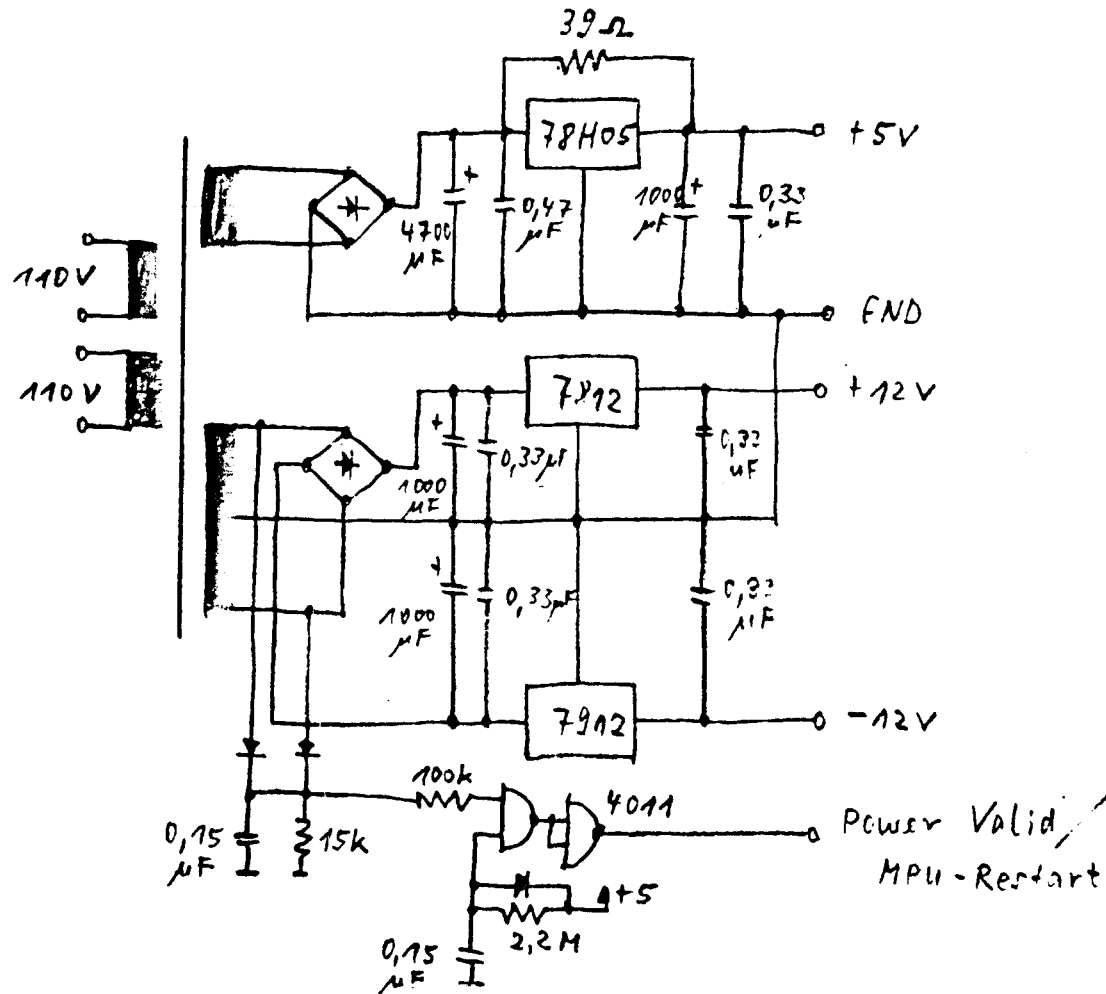 39Ω
78H05
+5V
4700
µF
0,47
µF
1000
µF
0,33
µF
110V
GND
110V
7812
+12V
1000
µF
0,33µF
0,33
µF
1000
µF
0,33µF
0,33
µF
7912
-12V
100k
4011
0,15
µF
15k
Power Valid/
MPU-Restart
+5
2,2M
0,15
µF